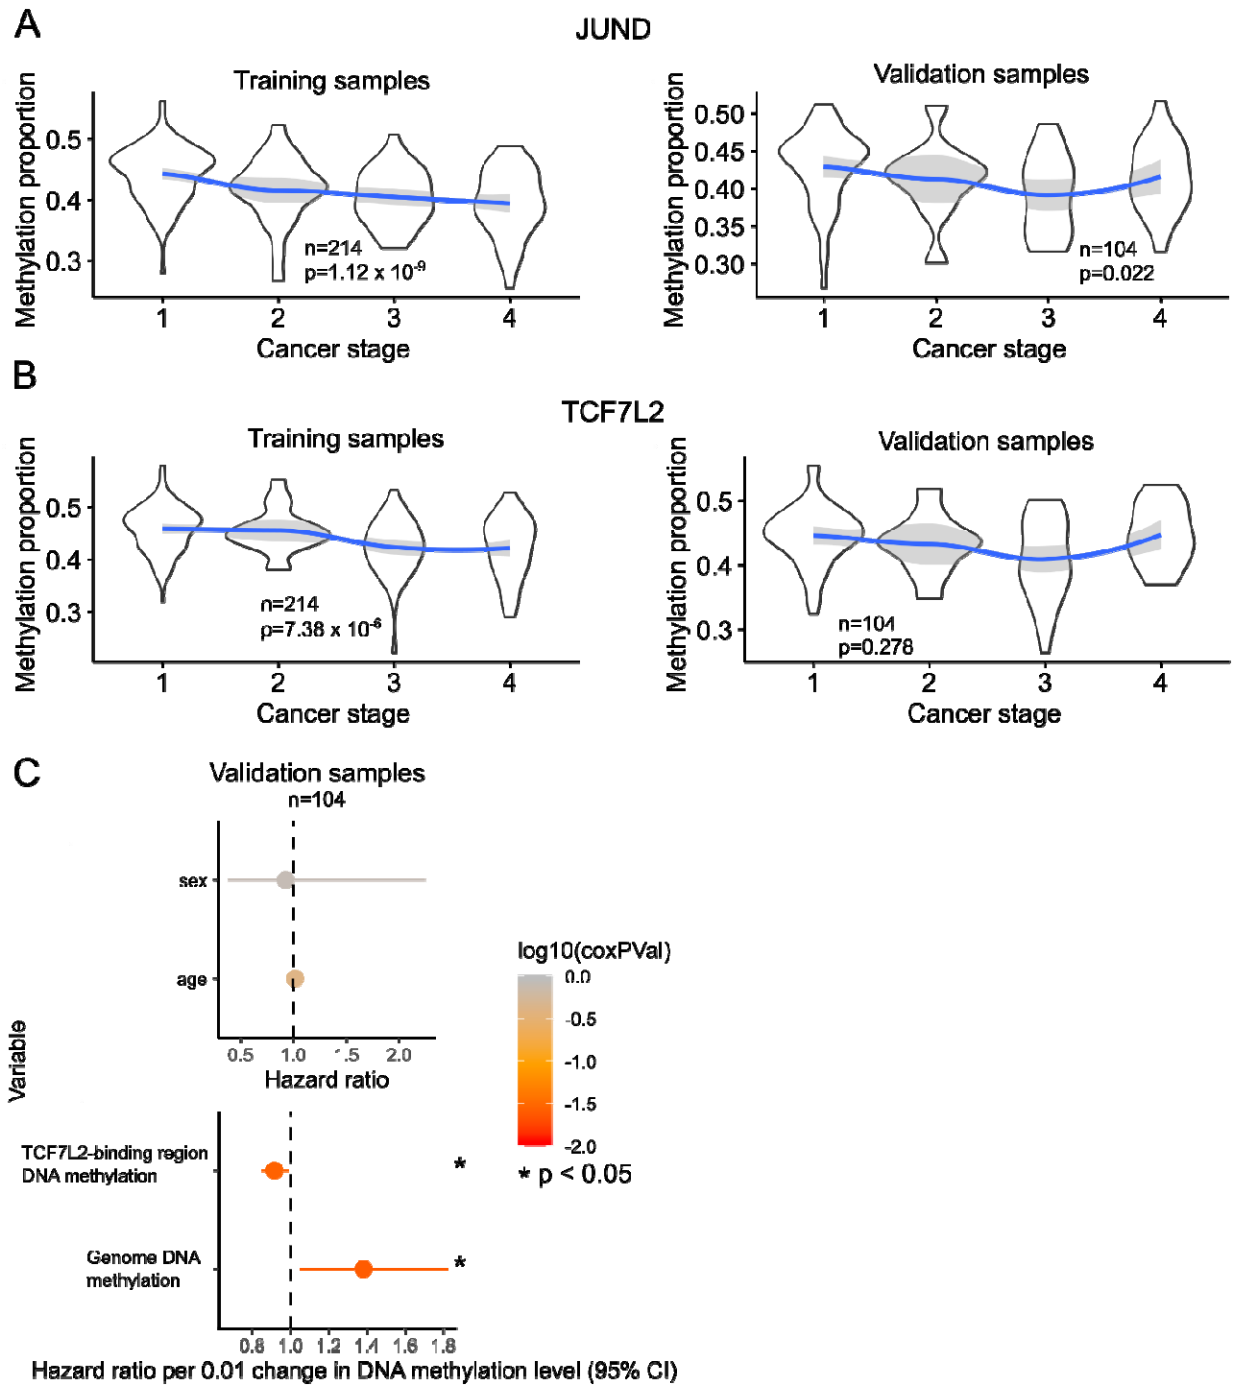 A
JUND
Training samples
Validation samples
Methylation proportion
0.5
0.4
0.3
n=214
p=1.12 x 10-9
1 2 3 4
Cancer stage
Methylation proportion
0.50
0.45
0.40
0.35
0.30
n=104
p=0.022
1 2 3 4
Cancer stage
B
TCF7L2
Training samples
Validation samples
Methylation proportion
0.5
0.4
0.3
n=214
p=7.38 x 10-6
1 2 3 4
Cancer stage
Methylation proportion
0.5
0.4
0.3
n=104
p=0.278
1 2 3 4
Cancer stage
C
Validation samples
n=104
Variable
sex
age
0.5 1.0 1.5 2.0
Hazard ratio
log10(coxPVal)
0.0
-0.5
-1.0
-1.5
-2.0
* p < 0.05
TCF7L2-binding region
DNA methylation
*
Genome DNA
methylation
*
0.8 1.0 1.2 1.4 1.6 1.8
Hazard ratio per 0.01 change in DNA methylation level (95% CI)